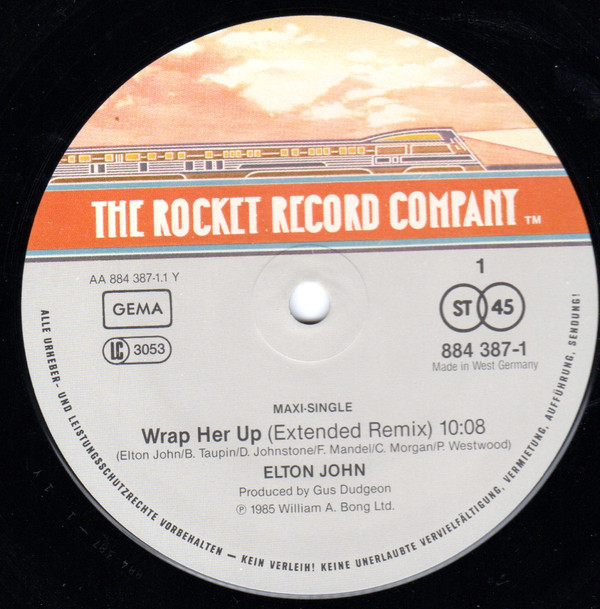 THE ROCKET RECORD COMPANY TM
AA 884 387-1.1 Y
GEMA
LC 3053
1
ST 45
884 387-1
Made in West Germany
MAXI-SINGLE
Wrap Her Up (Extended Remix) 10:08
(Elton John/B. Taupin/D. Johnstone/F. Mandel/C. Morgan/P. Westwood)
ELTON JOHN
Produced by Gus Dudgeon
℗ 1985 William A. Bong Ltd.
ALLE URHEBER- UND LEISTUNGSSCHUTZRECHTE VORBEHALTEN – KEIN VERLEIH! KEINE UNERLAUBTE VERVIELFÄLTIGUNG, VERMIETUNG, AUFFÜHRUNG, SENDUNG!